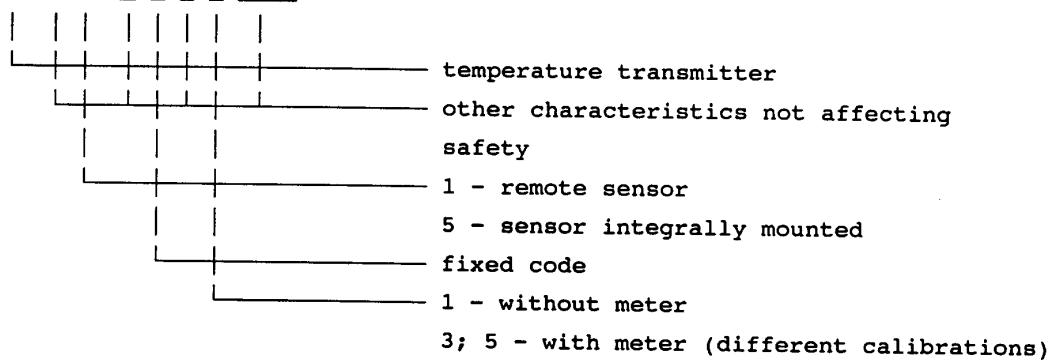 temperature transmitter
other characteristics not affecting
safety
1 - remote sensor
5 - sensor integrally mounted
fixed code
1 - without meter
3; 5 - with meter (different calibrations)